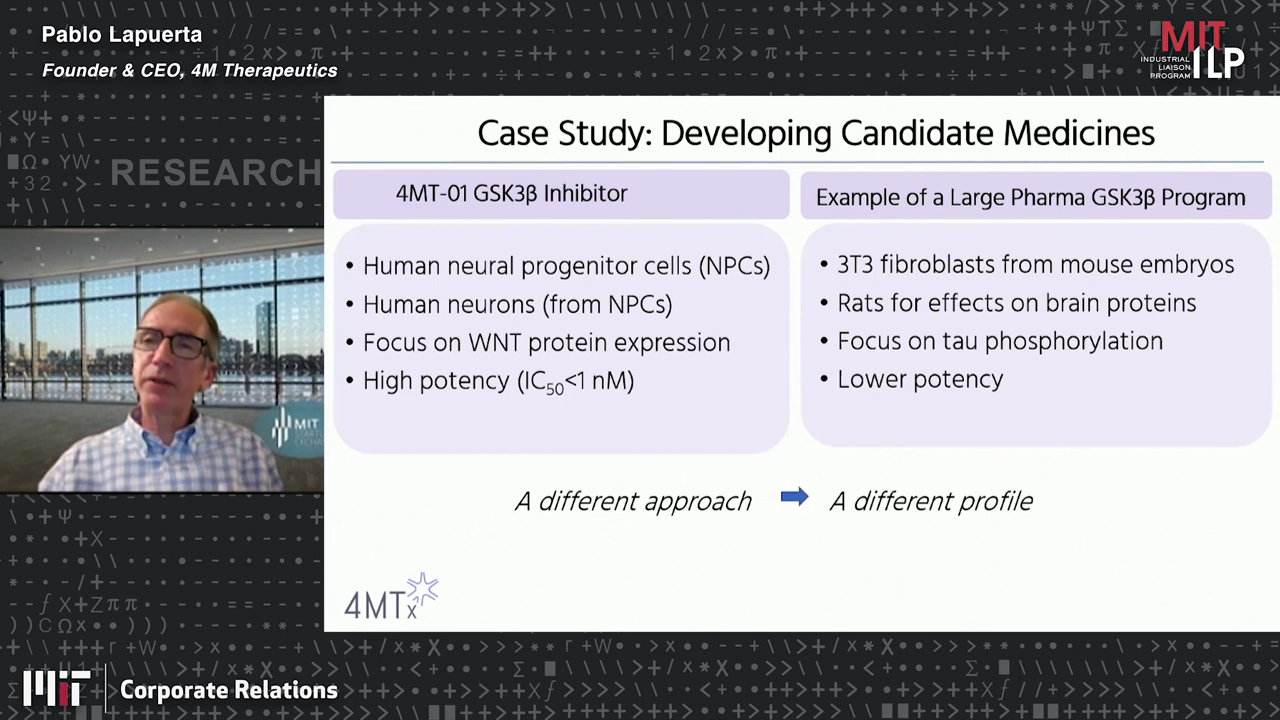 Pablo Lapuerta
Founder & CEO, 4M Therapeutics
MIT
INDUSTRIAL
LIAISON
PROGRAM
ILP
RESEARCH
Case Study: Developing Candidate Medicines
4MT-01 GSK3β Inhibitor
• Human neural progenitor cells (NPCs)
• Human neurons (from NPCs)
• Focus on WNT protein expression
• High potency (IC50<1 nM)
Example of a Large Pharma GSK3β Program
• 3T3 fibroblasts from mouse embryos
• Rats for effects on brain proteins
• Focus on tau phosphorylation
• Lower potency
A different approach
A different profile
4MTx
MIT
MIT
Corporate Relations